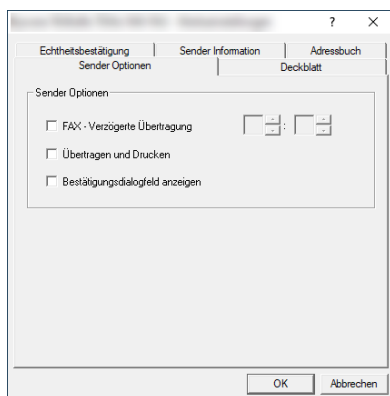 ?
Echtheitsbestätigung Sender Information Adressbuch
Sender Optionen Deckblatt
Sender Optionen
FAX - Verzögerte Übertragung :
Übertragen und Drucken
Bestätigungsdialogfeld anzeigen
OK Abbrechen